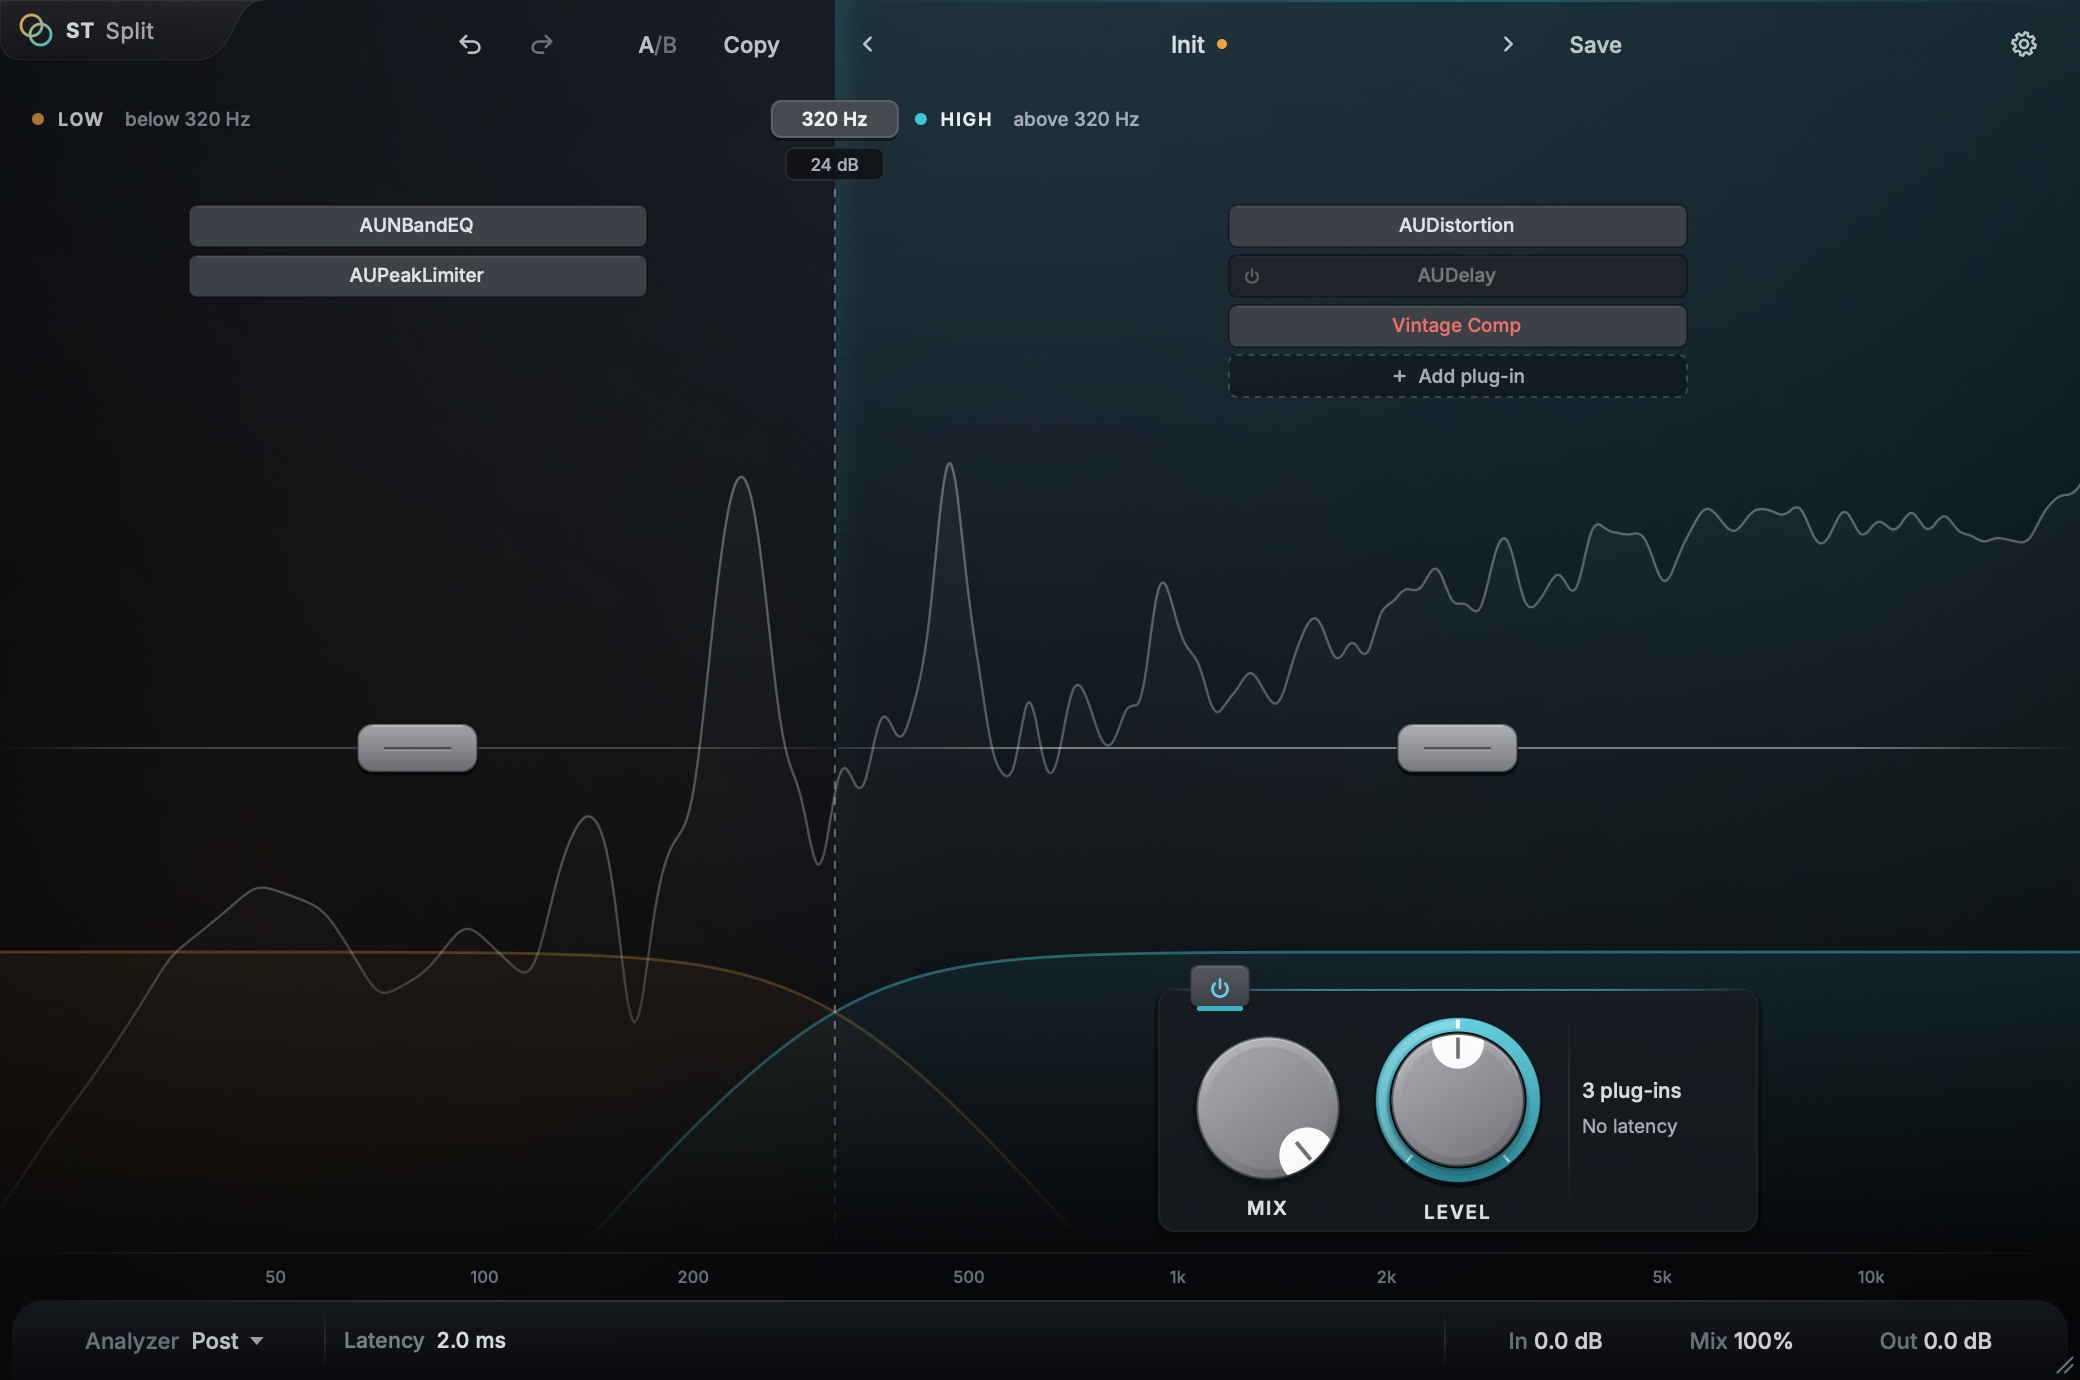 ST Split
A/B Copy Init Save
LOW below 320 Hz 320 Hz HIGH above 320 Hz
24 dB
AUNBandEQ
AUPeakLimiter
AUDistortion
AUDelay
Vintage Comp
+ Add plug-in
3 plug-ins
No latency
MIX
LEVEL
50 100 200 500 1k 2k 5k 10k
Analyzer Post Latency 2.0 ms In 0.0 dB Mix 100% Out 0.0 dB